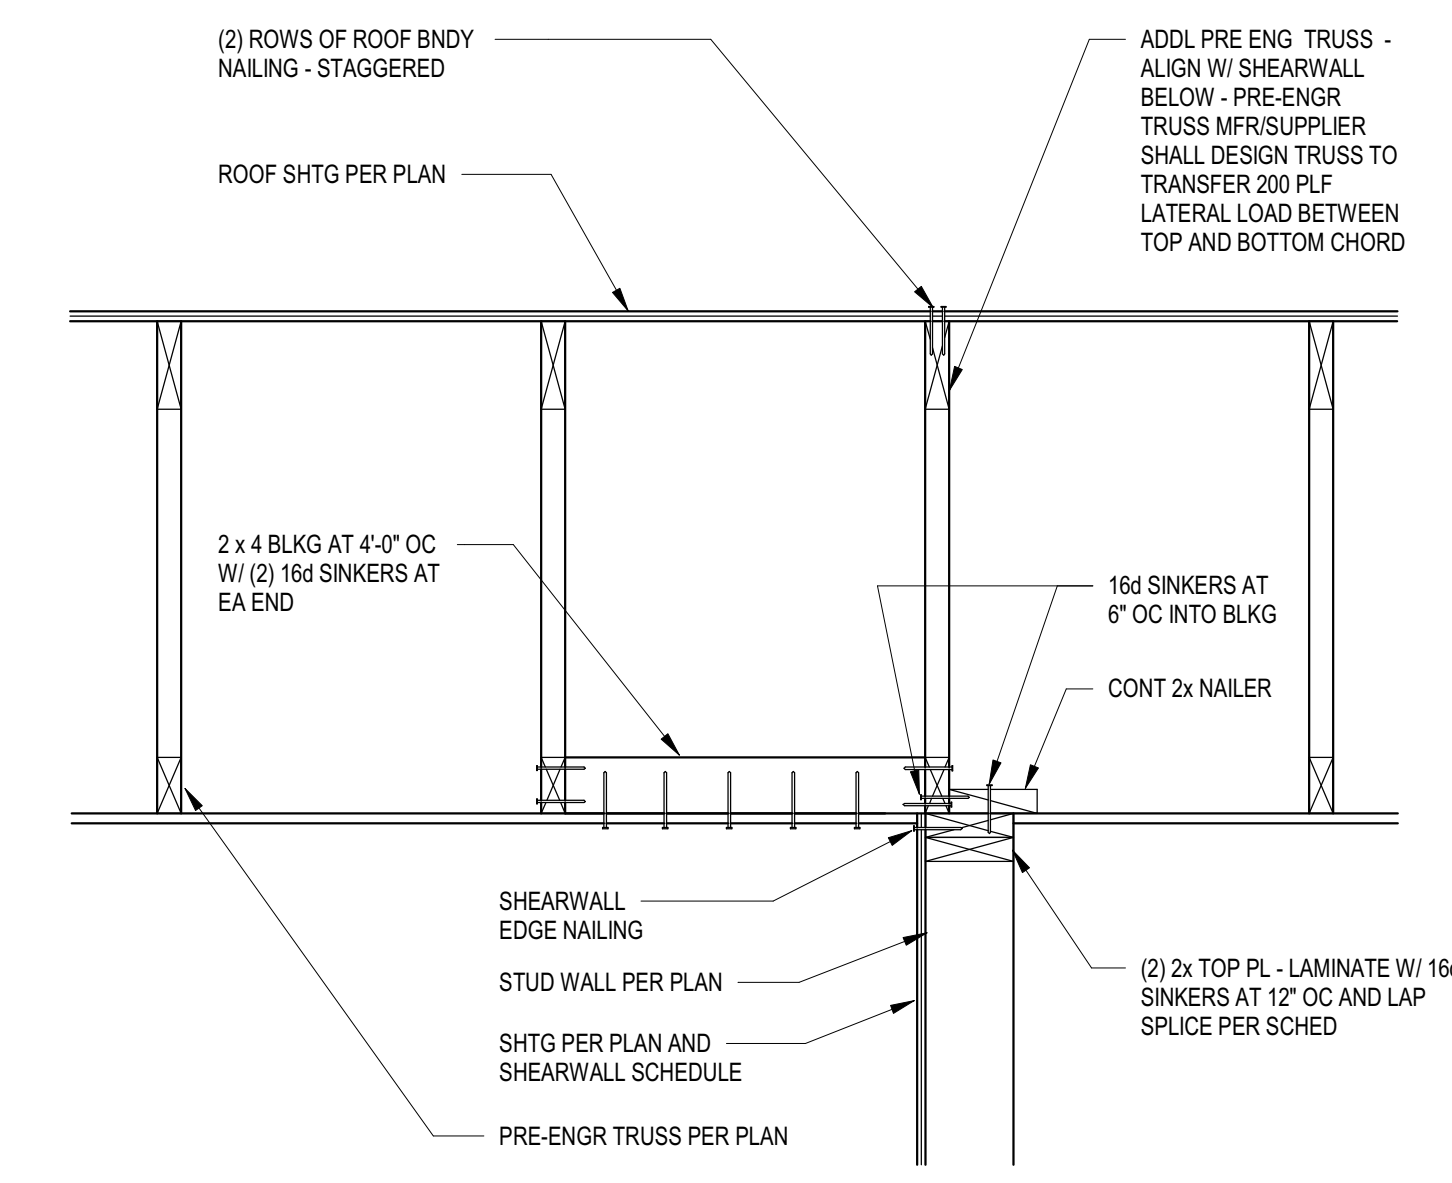 (2) ROWS OF ROOF BNDY
NAILING - STAGGERED
ROOF SHTG PER PLAN
ADDL PRE ENG TRUSS -
ALIGN W/ SHEARWALL
BELOW - PRE-ENGR
TRUSS MFR/SUPPLIER
SHALL DESIGN TRUSS TO
TRANSFER 200 PLF
LATERAL LOAD BETWEEN
TOP AND BOTTOM CHORD
2 x 4 BLKG AT 4'-0" OC
W/ (2) 16d SINKERS AT
EA END
16d SINKERS AT
6" OC INTO BLKG
CONT 2x NAILER
SHEARWALL
EDGE NAILING
STUD WALL PER PLAN
SHTG PER PLAN AND
SHEARWALL SCHEDULE
PRE-ENGR TRUSS PER PLAN
(2) 2x TOP PL - LAMINATE W/ 16d
SINKERS AT 12" OC AND LAP
SPLICE PER SCHED